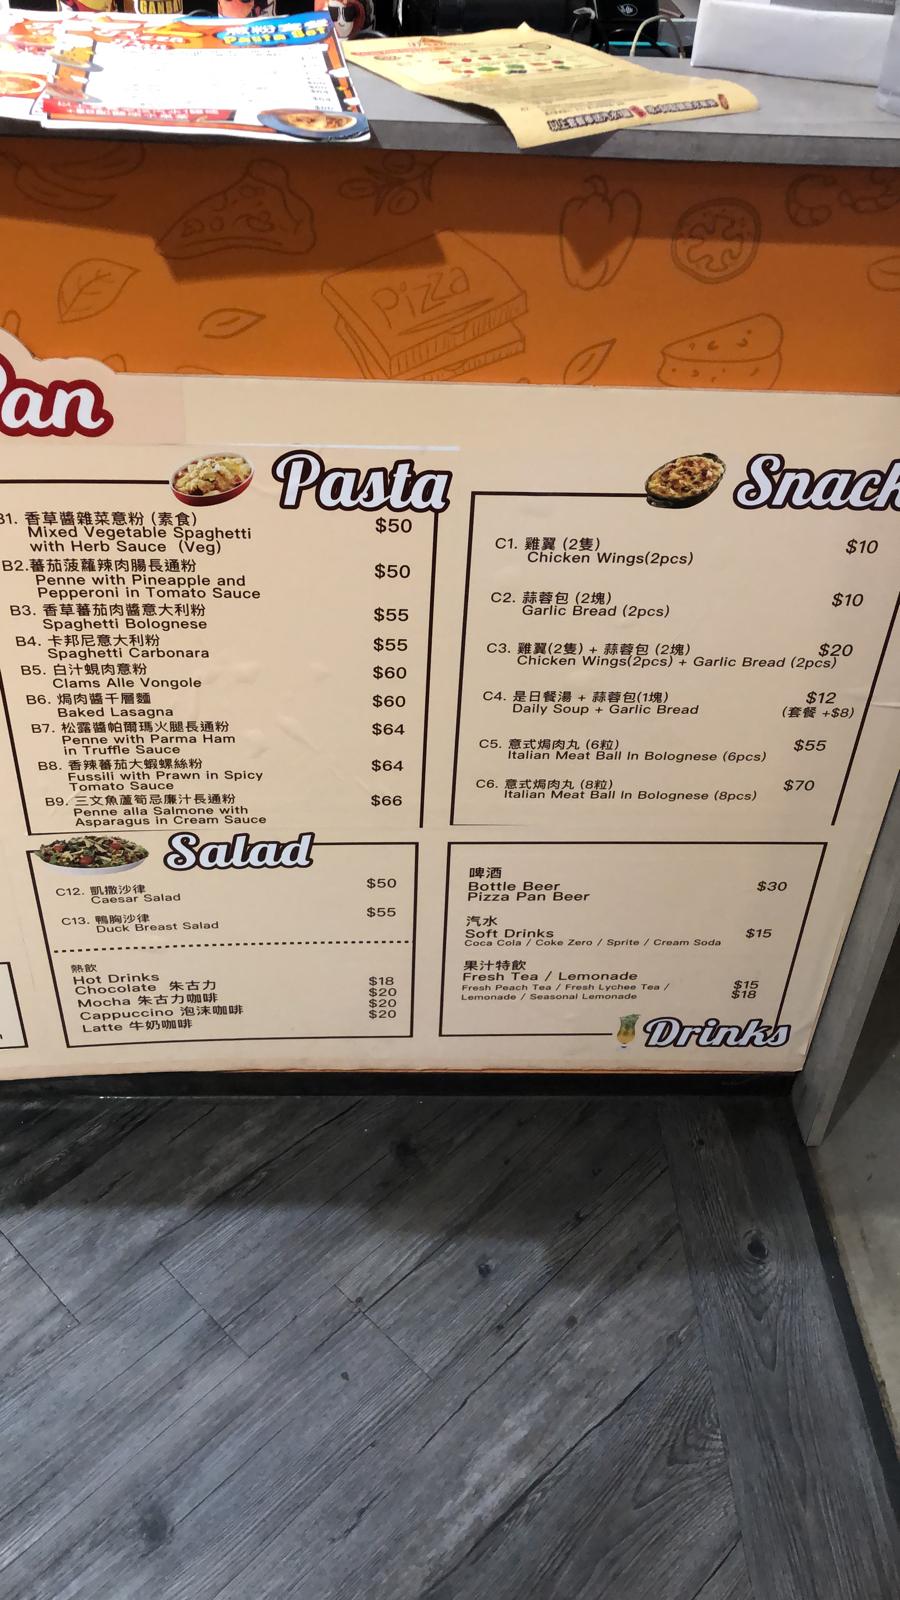 Pasta Bar
Pizza
an
Pasta
B1. 香草醬雜菜意粉 (素食)
$50
Mixed Vegetable Spaghetti
with Herb Sauce (Veg)
B2.蕃茄菠蘿辣肉腸長通粉
$50
Penne with Pineapple and
Pepperoni in Tomato Sauce
B3. 香草蕃茄肉醬意大利粉
$55
Spaghetti Bolognese
B4. 卡邦尼意大利粉
$55
Spaghetti Carbonara
B5. 白汁蜆肉意粉
$60
Clams Alle Vongole
B6. 焗肉醬千層麵
$60
Baked Lasagna
B7. 松露醬帕爾瑪火腿長通粉
$64
Penne with Parma Ham
in Truffle Sauce
B8. 香辣蕃茄大蝦螺絲粉
$64
Fussili with Prawn in Spicy
Tomato Sauce
B9. 三文魚蘆筍忌廉汁長通粉
$66
Penne alla Salmone with
Asparagus in Cream Sauce
Snack
C1. 雞翼 (2隻)
$10
Chicken Wings(2pcs)
C2. 蒜蓉包 (2塊)
$10
Garlic Bread (2pcs)
C3. 雞翼(2隻) + 蒜蓉包 (2塊)
$20
Chicken Wings(2pcs) + Garlic Bread (2pcs)
C4. 是日餐湯 + 蒜蓉包(1塊)
$12
Daily Soup + Garlic Bread
(套餐 +$8)
C5. 意式焗肉丸 (6粒)
$55
Italian Meat Ball In Bolognese (6pcs)
C6. 意式焗肉丸 (8粒)
$70
Italian Meat Ball In Bolognese (8pcs)
Salad
C12. 凱撒沙律
$50
Caesar Salad
C13. 鴨胸沙律
$55
Duck Breast Salad
熱飲
Hot Drinks
$18
Chocolate 朱古力
$20
Mocha 朱古力咖啡
$20
Cappuccino 泡沫咖啡
$20
Latte 牛奶咖啡
啤酒
Bottle Beer
$30
Pizza Pan Beer
汽水
Soft Drinks
$15
Coca Cola / Coke Zero / Sprite / Cream Soda
果汁特飲
Fresh Tea / Lemonade
Fresh Peach Tea / Fresh Lychee Tea /
$15
Lemonade / Seasonal Lemonade
$18
Drinks